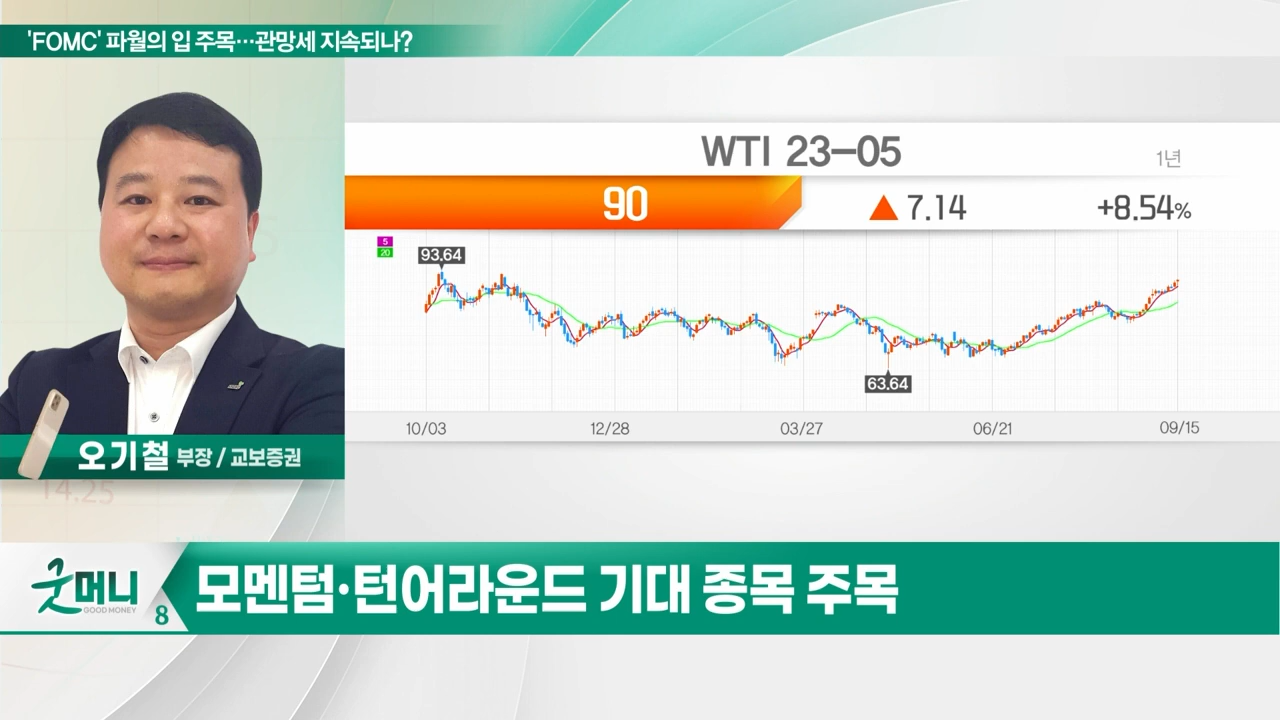 'FOMC' 파월의 입 주목…관망세 지속되나?
WTI 23-05
1년
90
▲ 7.14
+8.54%
5
20
93.64
63.64
10/03
12/28
03/27
06/21
09/15
오기철 부장 / 교보증권
14.25
굿머니
GOOD MONEY
8
모멘텀·턴어라운드 기대 종목 주목